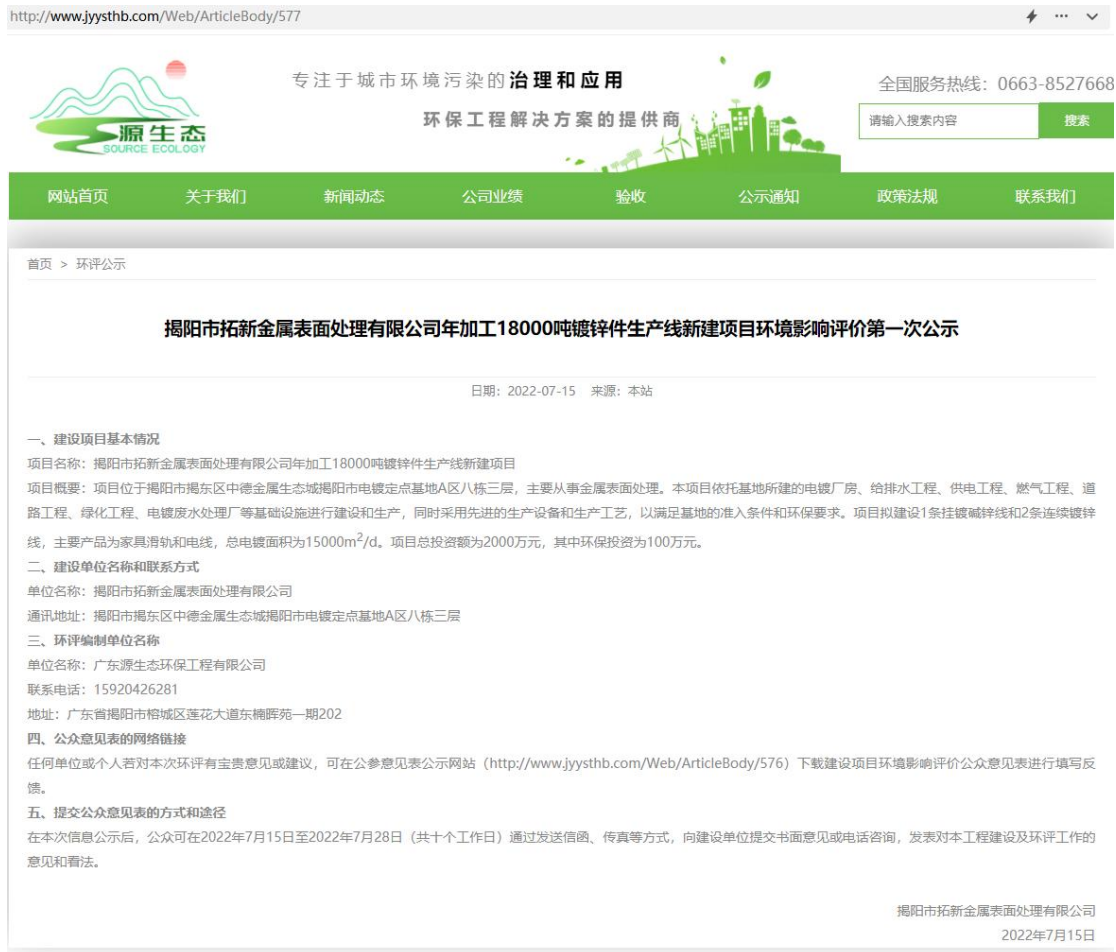 http://www.jyysthb.com/Web/ArticleBody/577
源生态
SOURCE ECOLOGY
专注于城市环境污染的治理和应用
环保工程解决方案的提供商
全国服务热线：0663-8527668
请输入搜索内容
搜索
网站首页 关于我们 新闻动态 公司业绩 验收 公示通知 政策法规 联系我们
首页 > 环评公示
揭阳市拓新金属表面处理有限公司年加工18000吨镀锌件生产线新建项目环境影响评价第一次公示
日期：2022-07-15 来源：本站
一、建设项目基本情况
项目名称：揭阳市拓新金属表面处理有限公司年加工18000吨镀锌件生产线新建项目
项目概要：项目位于揭阳市揭东区中德金属生态城揭阳市电镀定点基地A区八栋三层，主要从事金属表面处理。本项目依托基地所建的电镀厂房、给排水工程、供电工程、燃气工程、道
路工程、绿化工程、电镀废水处理厂等基础设施进行建设和生产，同时采用先进的生产设备和生产工艺，以满足基地的准入条件和环保要求。项目拟建设1条挂镀碱锌线和2条连续镀锌
线，主要产品为家具滑轨和电线，总电镀面积为15000m²/d。项目总投资额为2000万元，其中环保投资为100万元。
二、建设单位名称和联系方式
单位名称：揭阳市拓新金属表面处理有限公司
通讯地址：揭阳市揭东区中德金属生态城揭阳市电镀定点基地A区八栋三层
三、环评编制单位名称
单位名称：广东源生态环保工程有限公司
联系电话：15920426281
地址：广东省揭阳市榕城区莲花大道东楠晖苑一期202
四、公众意见表的网络链接
任何单位或个人若对本次环评有宝贵意见或建议，可在公参意见表公示网站（http://www.jyysthb.com/Web/ArticleBody/576）下载建设项目环境影响评价公众意见表进行填写反
馈。
五、提交公众意见表的方式和途径
在本次信息公示后，公众可在2022年7月15日至2022年7月28日（共十个工作日）通过发送信函、传真等方式，向建设单位提交书面意见或电话咨询，发表对本工程建设及环评工作的
意见和看法。
揭阳市拓新金属表面处理有限公司
2022年7月15日